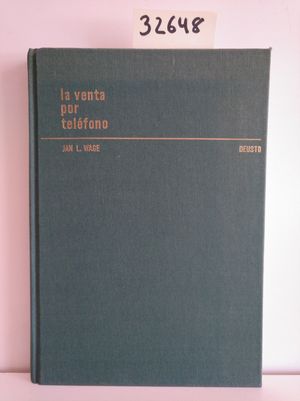 32648
la venta
por
teléfono
JAN L. WAGE
DEUSTO